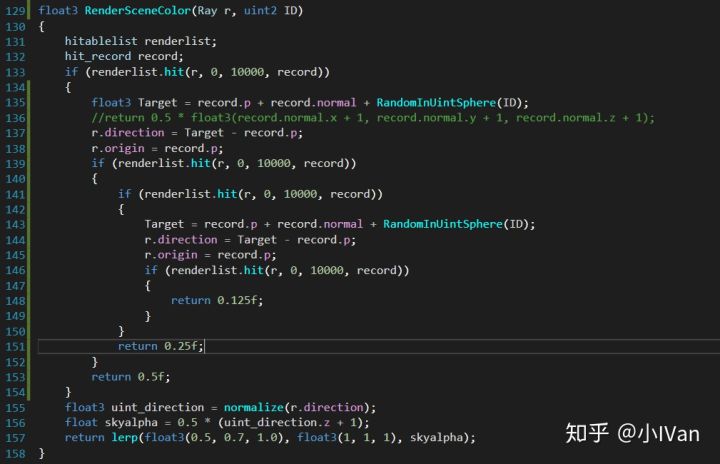 129 float3 RenderSceneColor(Ray r, uint2 ID)
130 {
131     hitablelist renderlist;
132     hit_record record;
133     if (renderlist.hit(r, 0, 10000, record))
134     {
135         float3 Target = record.p + record.normal + RandomInUintSphere(ID);
136         //return 0.5 * float3(record.normal.x + 1, record.normal.y + 1, record.normal.z + 1);
137         r.direction = Target - record.p;
138         r.origin = record.p;
139         if (renderlist.hit(r, 0, 10000, record))
140         {
141             if (renderlist.hit(r, 0, 10000, record))
142             {
143                 Target = record.p + record.normal + RandomInUintSphere(ID);
144                 r.direction = Target - record.p;
145                 r.origin = record.p;
146                 if (renderlist.hit(r, 0, 10000, record))
147                 {
148                     return 0.125f;
149                 }
150             }
151             return 0.25f;
152         }
153         return 0.5f;
154     }
155     float3 uint_direction = normalize(r.direction);
156     float skyalpha = 0.5 * (uint_direction.z + 1);
157     return lerp(float3(0.5, 0.7, 1.0), float3(1, 1, 1), skyalpha);
158 }
知乎 @小IVan